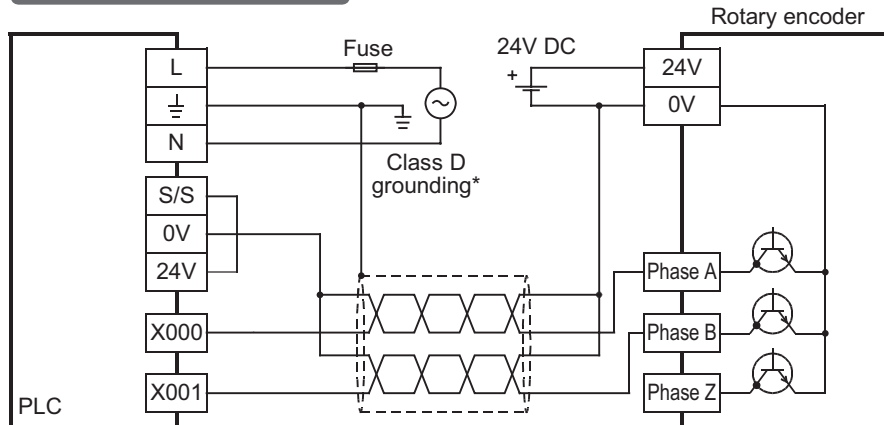 Rotary encoder
Fuse
24V DC
+
L
24V
0V
N
Class D
grounding*
S/S
0V
24V
Phase A
X000
Phase B
X001
Phase Z
PLC